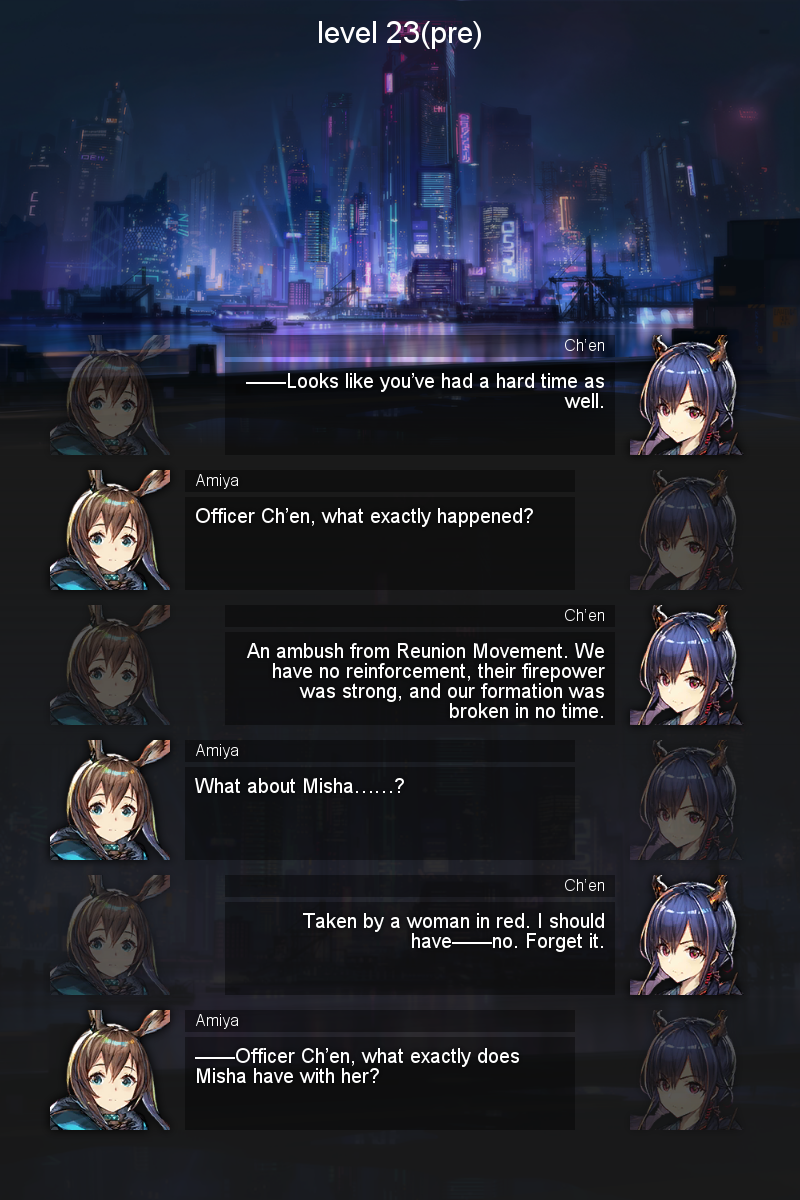 level 23(pre)
Ch'en
——Looks like you've had a hard time as
well.
Amiya
Officer Ch'en, what exactly happened?
Ch'en
An ambush from Reunion Movement. We
have no reinforcement, their firepower
was strong, and our formation was
broken in no time.
Amiya
What about Misha……?
Ch'en
Taken by a woman in red. I should
have——no. Forget it.
Amiya
——Officer Ch'en, what exactly does
Misha have with her?